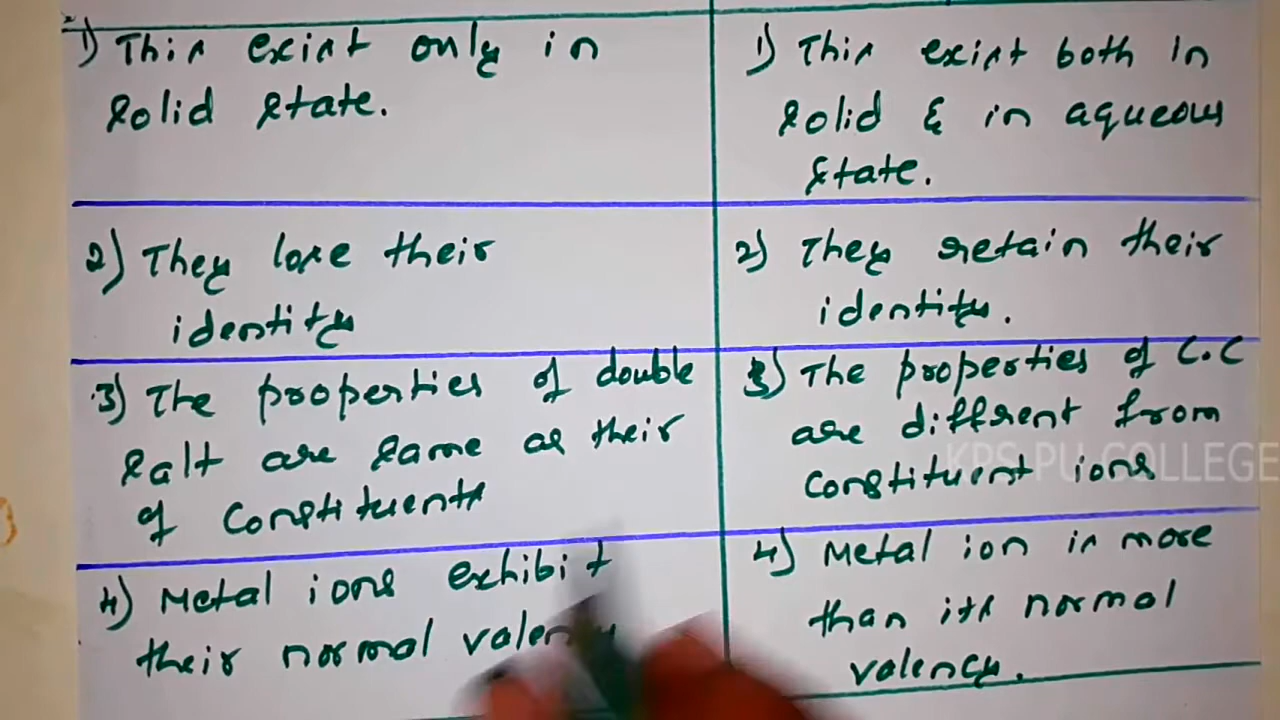 1) This exist only in
solid state.
1) This exist both in
solid & in aqueous
state.
2) They lose their
identity
2) They retain their
identity.
3) The properties of double
salt are same as their
of constituents
3) The properties of C.C
are different from
constituent ions
KPS PU COLLEGE
4) Metal ions exhibit
their normal valency
4) Metal ion is more
than its normal
valency.